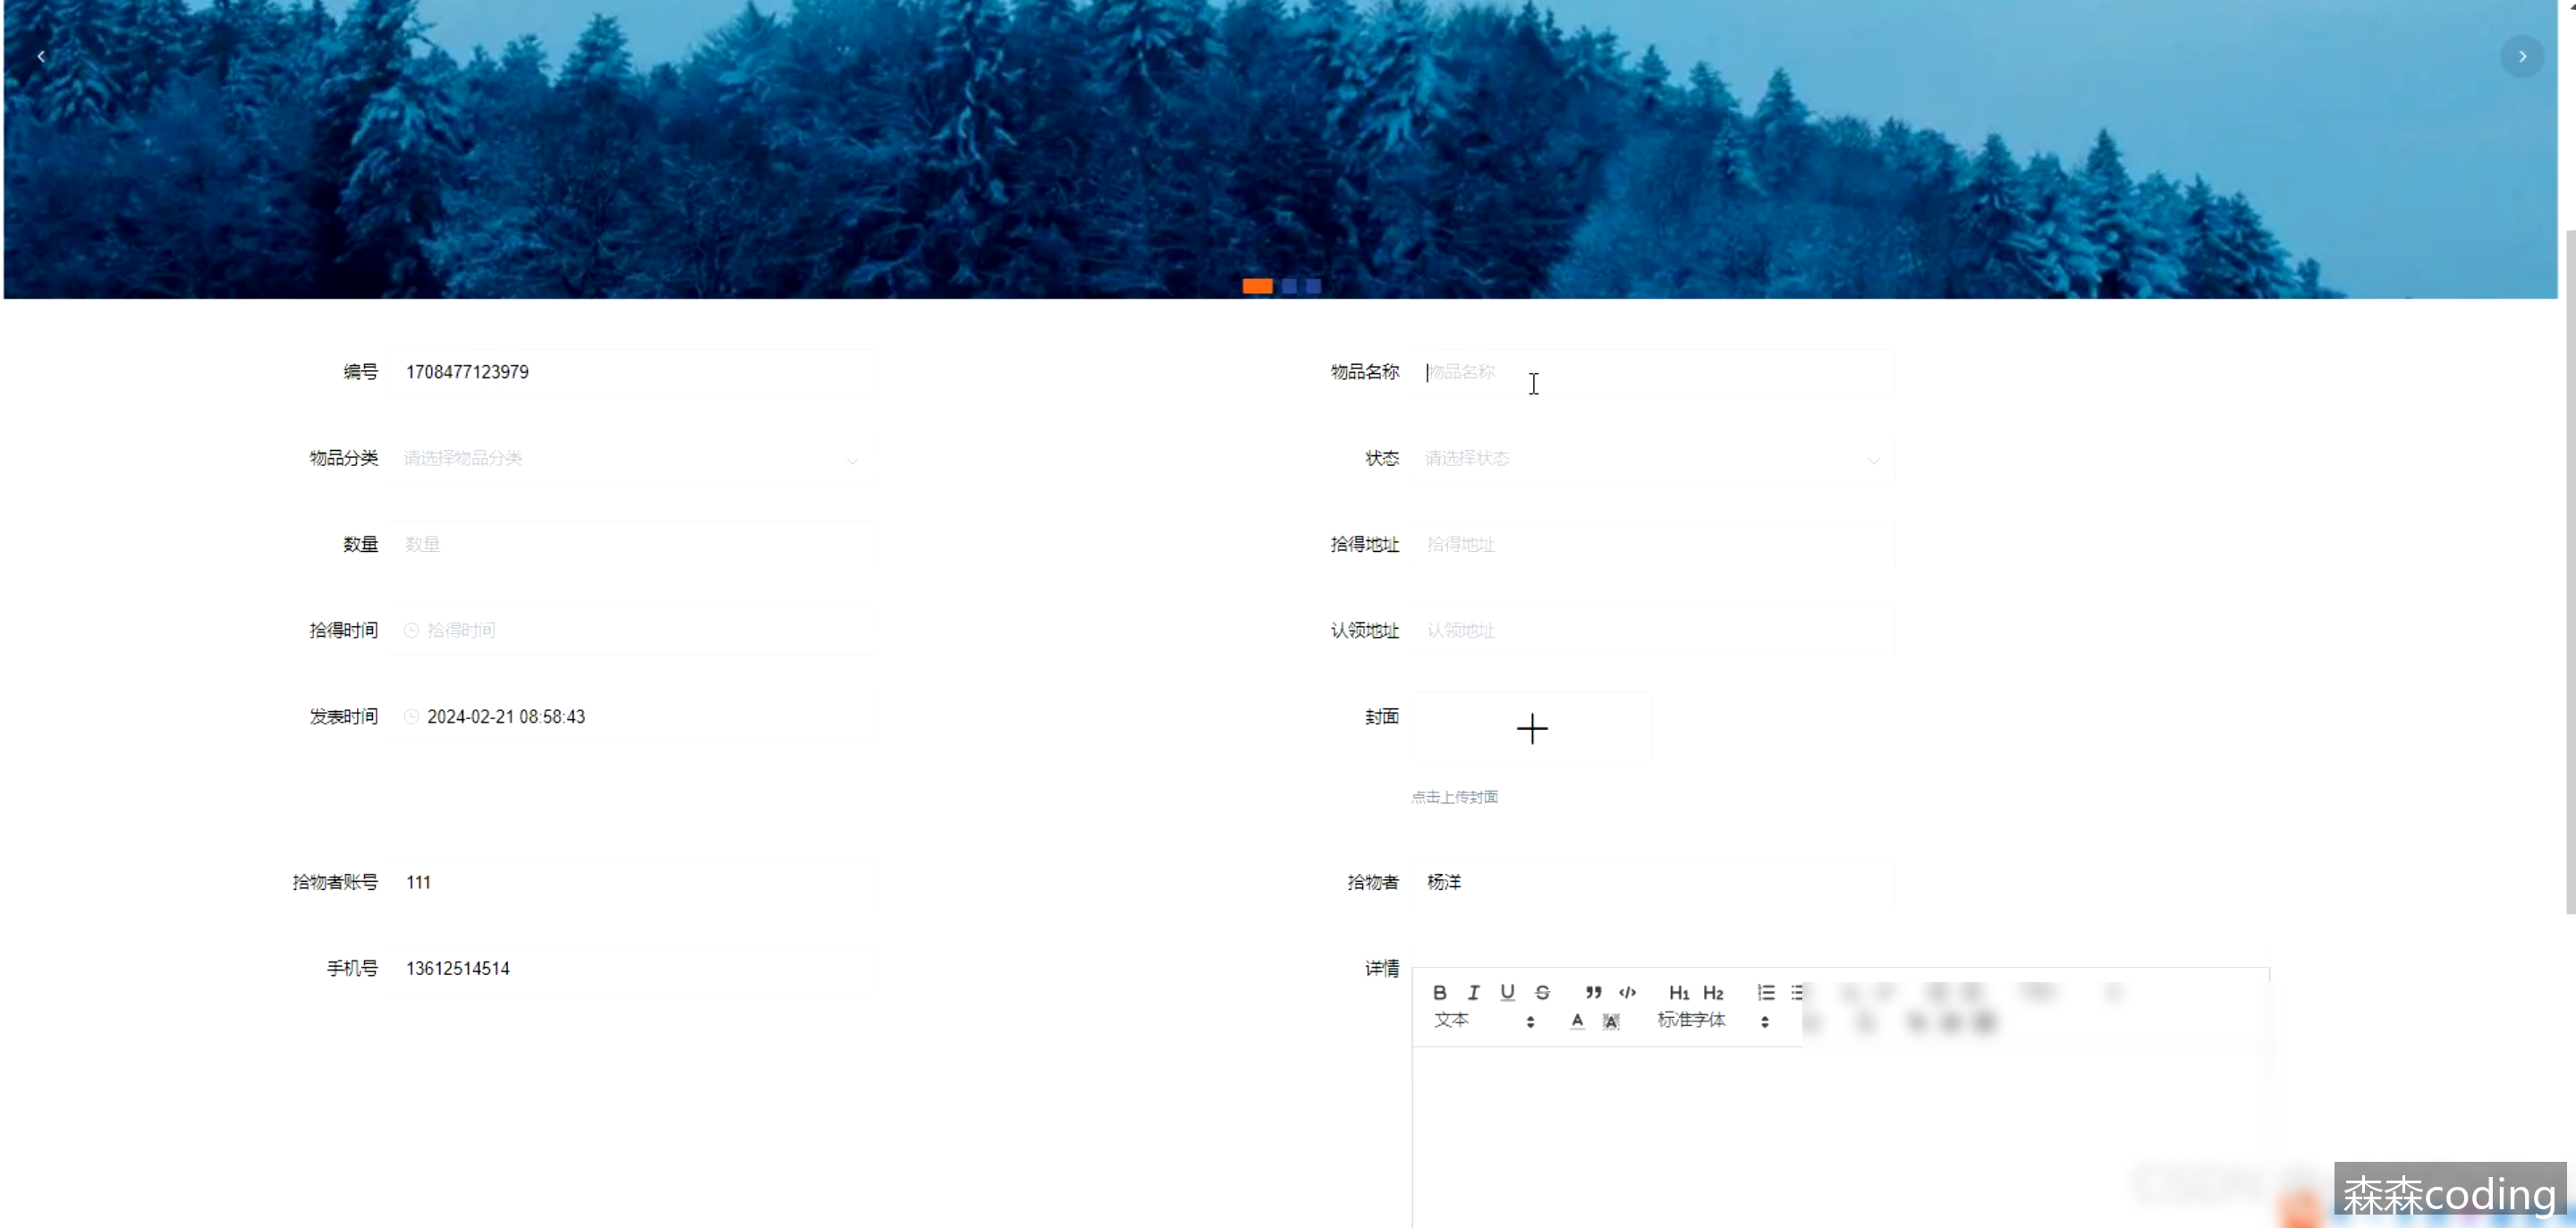 编号 1708477123979 物品名称 物品名称
物品分类 请选择物品分类 状态 请选择状态
数量 数量 拾得地址 拾得地址
拾得时间 拾得时间 认领地址 认领地址
发表时间 2024-02-21 08:58:43 封面
点击上传封面
拾物者账号 111 拾物者 杨洋
手机号 13612514514 详情
B I U S H1 H2
文本 A A 标准字体
森森coding